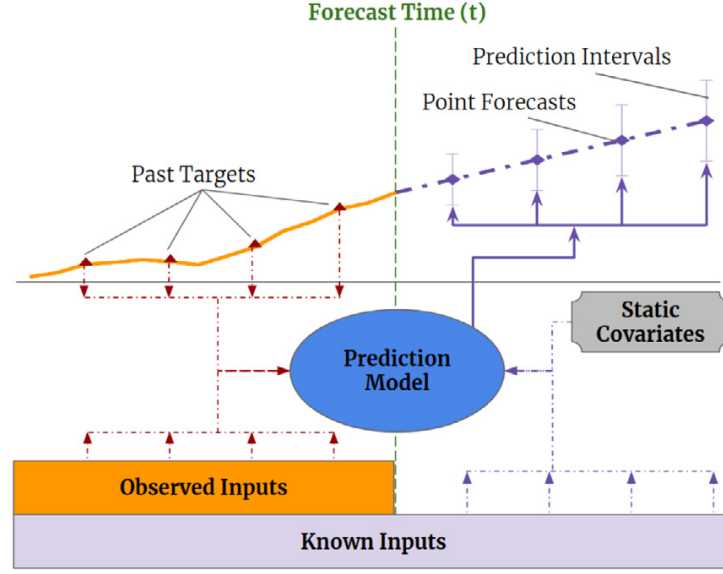 Forecast Time (t)
Prediction Intervals
Point Forecasts
Past Targets
Static
Covariates
Prediction
Model
Observed Inputs
Known Inputs